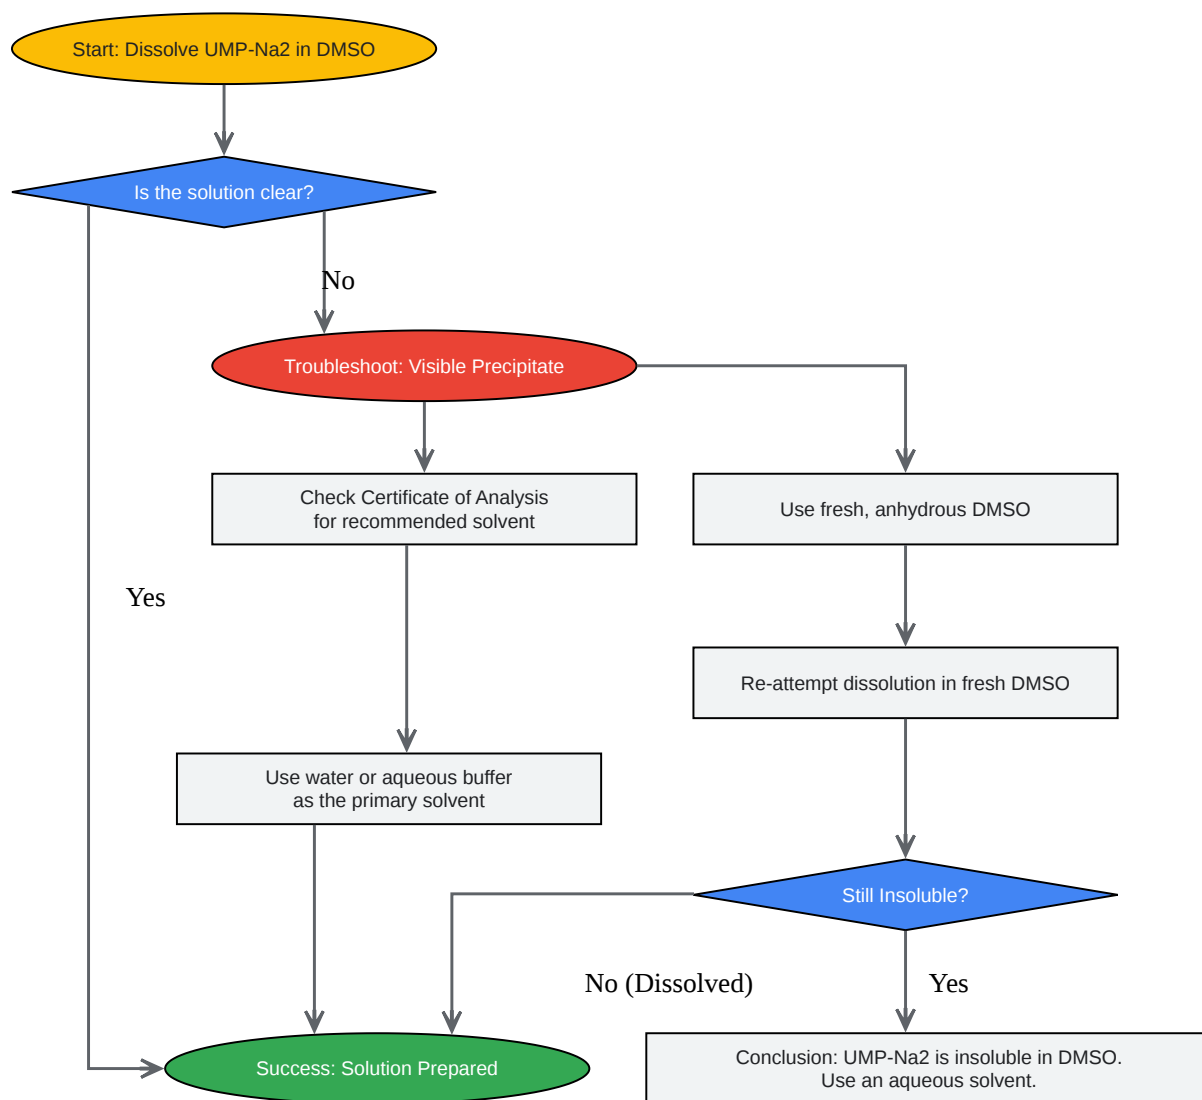 Start: Dissolve UMP-Na2 in DMSO
Is the solution clear?
No
Troubleshoot: Visible Precipitate
Check Certificate of Analysis
for recommended solvent
Use fresh, anhydrous DMSO
Yes
Re-attempt dissolution in fresh DMSO
Use water or aqueous buffer
as the primary solvent
Still Insoluble?
No (Dissolved)
Yes
Success: Solution Prepared
Conclusion: UMP-Na2 is insoluble in DMSO.
Use an aqueous solvent.